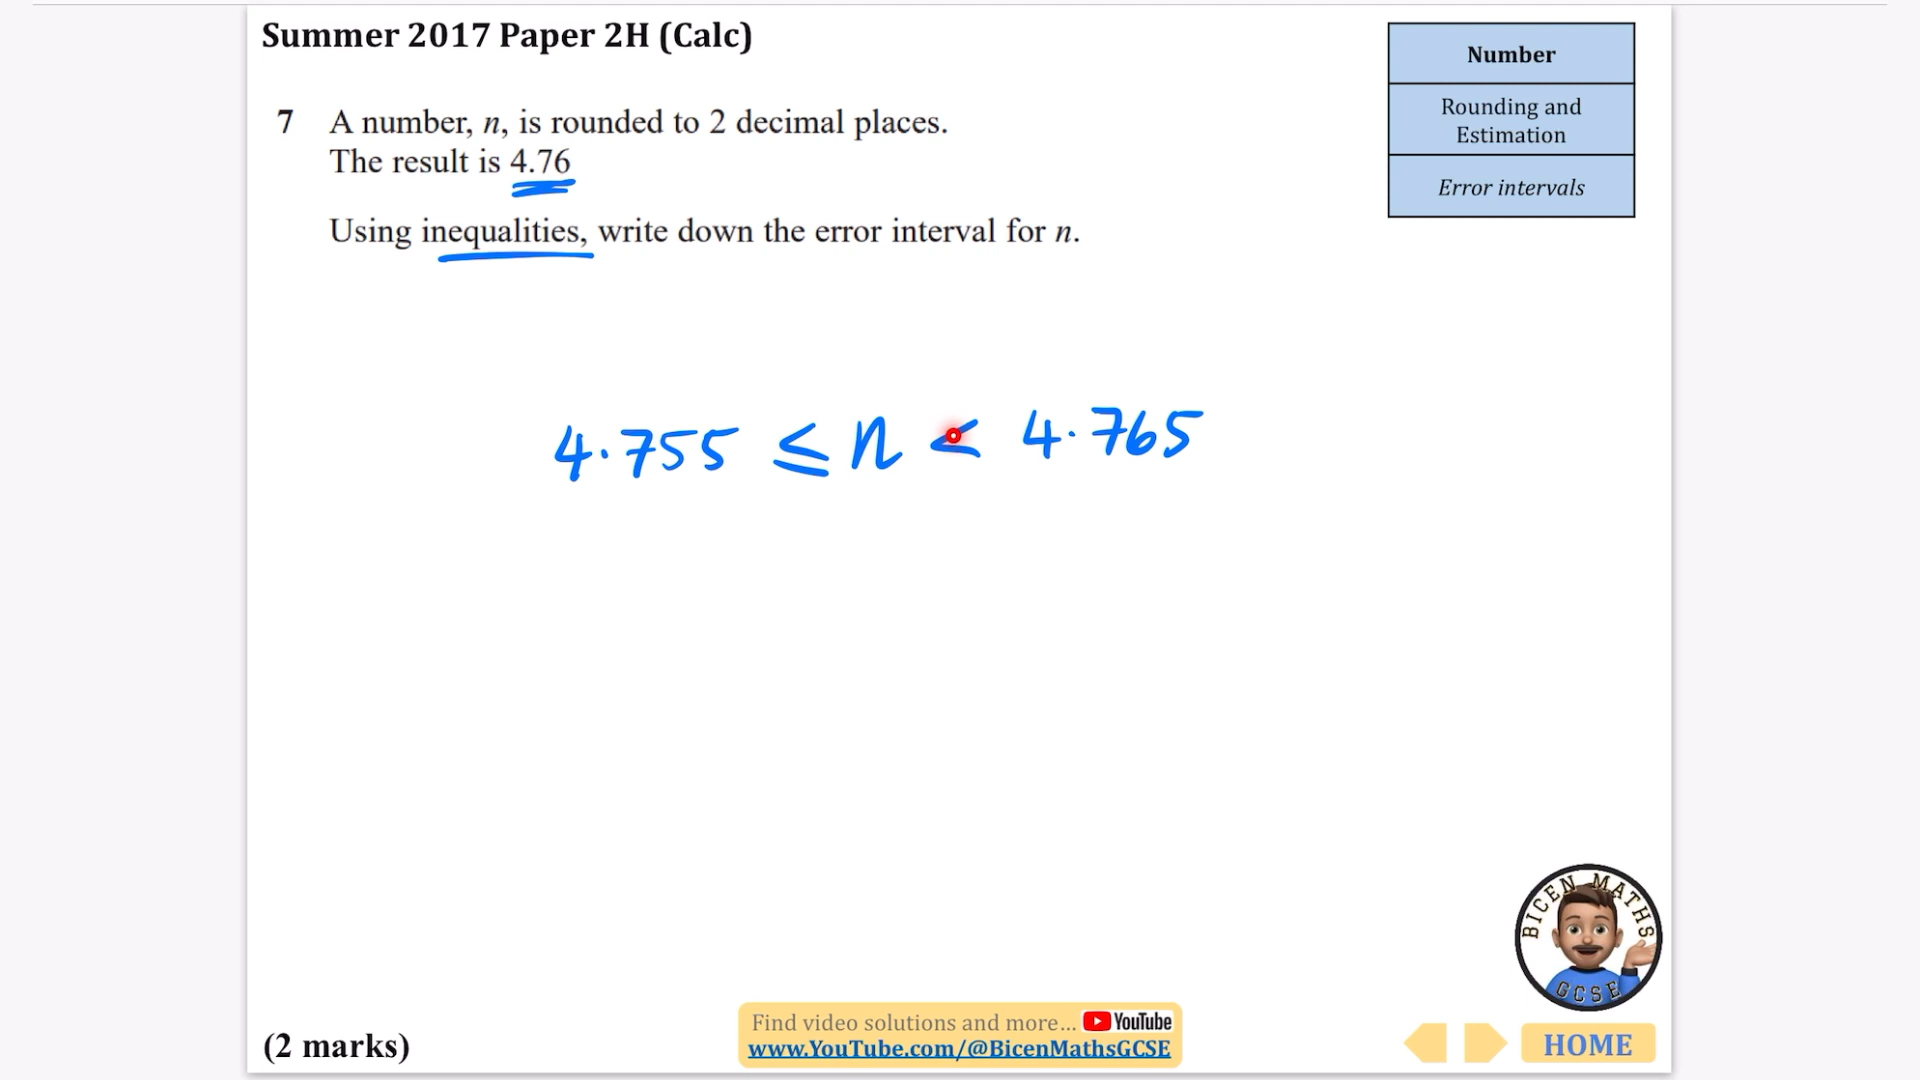 Summer 2017 Paper 2H (Calc)
Number
Rounding and
Estimation
Error intervals
7 A number, n, is rounded to 2 decimal places.
The result is 4.76
Using inequalities, write down the error interval for n.
4.755 ≤ n < 4.765
BICEN MATHS
GCSE
(2 marks)
Find video solutions and more... YouTube
www.YouTube.com/@BicenMathsGCSE
HOME